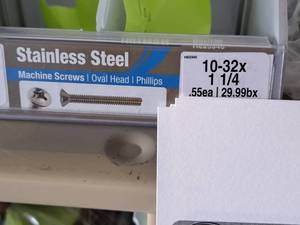 Stainless Steel
Machine Screws | Oval Head | Phillips
10-32x
1 1/4
.55ea | 29.99bx